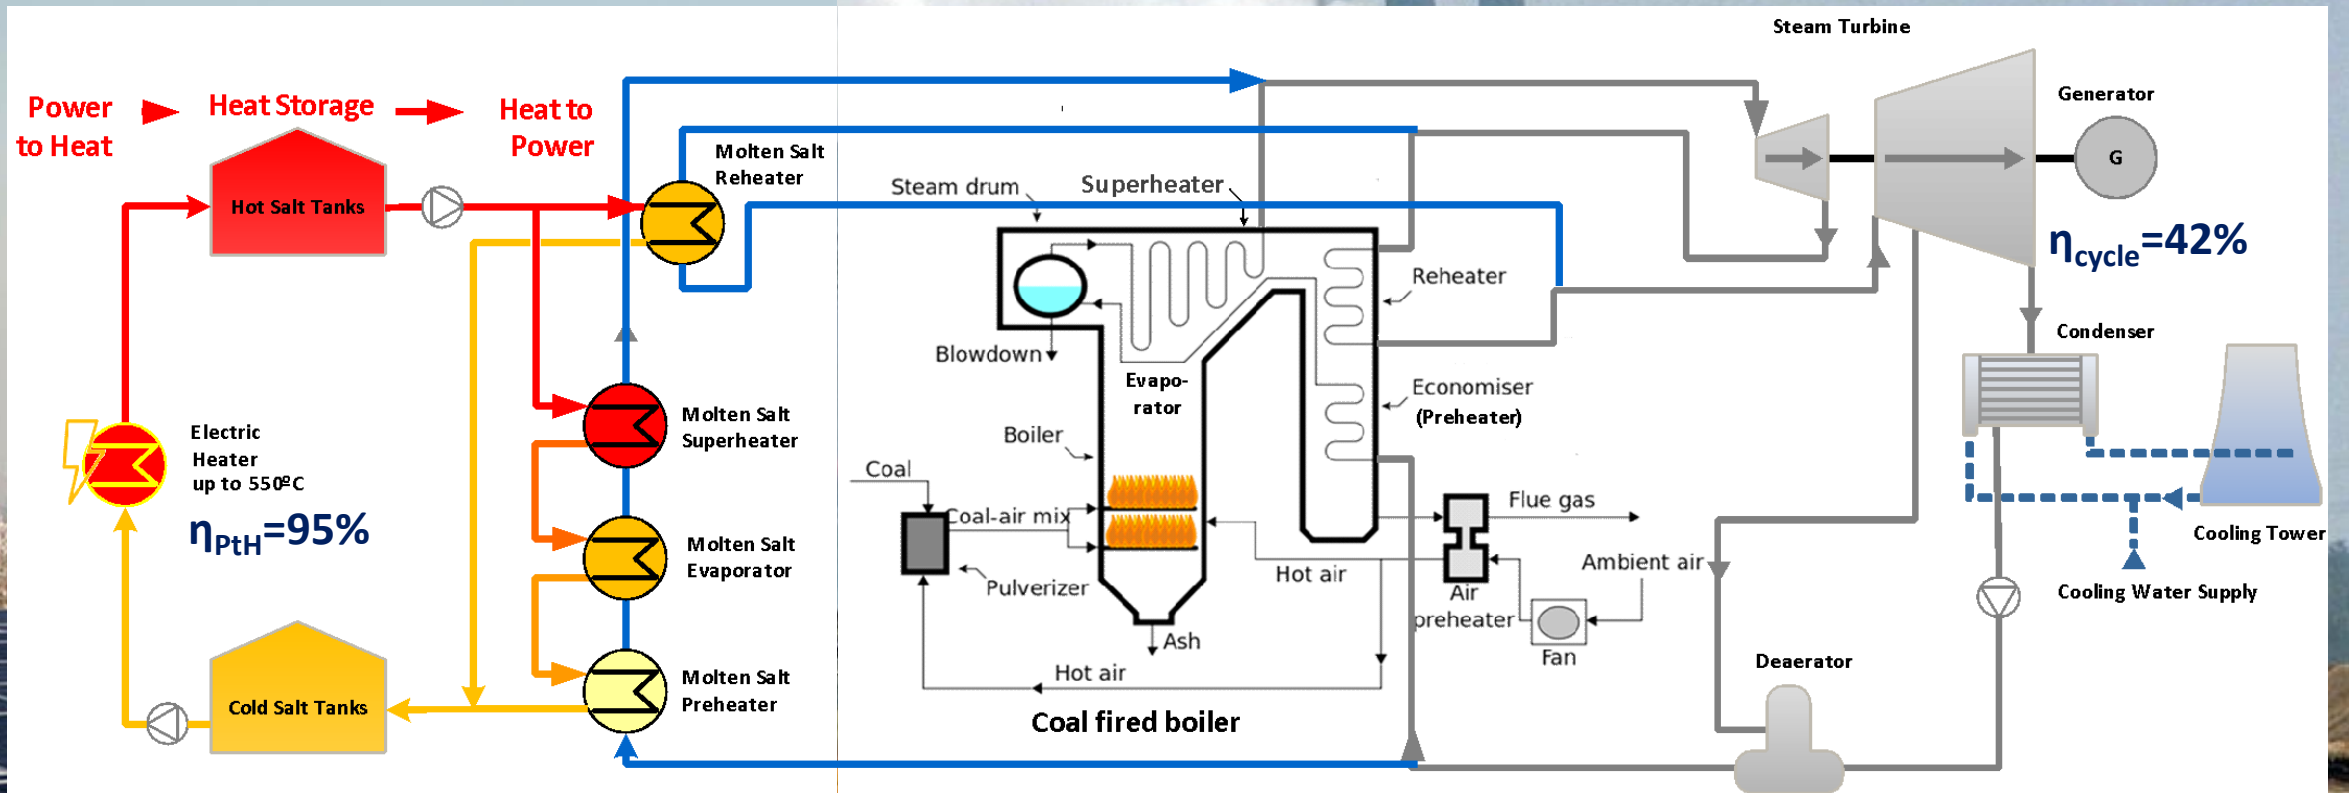 Power
to Heat
Heat Storage
Heat to
Power
Hot Salt Tanks
Molten Salt
Reheater
Electric
Heater
up to 550ºC
ηPtH=95%
Cold Salt Tanks
Molten Salt
Superheater
Molten Salt
Evaporator
Molten Salt
Preheater
Steam drum
Superheater
Blowdown
Evapo-
rator
Boiler
Coal
Coal-air mix
Pulverizer
Ash
Hot air
Coal fired boiler
Reheater
Economiser
(Preheater)
Flue gas
Hot air
Air
preheater
Ambient air
Fan
Steam Turbine
Generator
G
ηcycle=42%
Condenser
Cooling Tower
Cooling Water Supply
Deaerator